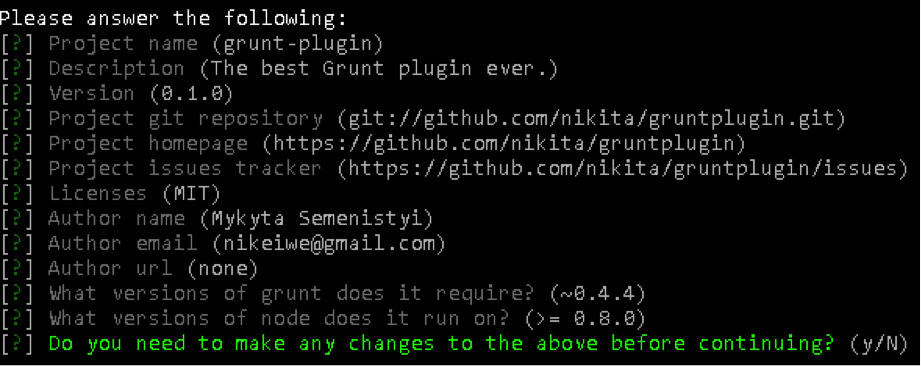 Please answer the following:
[?] Project name (grunt-plugin)
[?] Description (The best Grunt plugin ever.)
[?] Version (0.1.0)
[?] Project git repository (git://github.com/nikita/gruntplugin.git)
[?] Project homepage (https://github.com/nikita/gruntplugin)
[?] Project issues tracker (https://github.com/nikita/gruntplugin/issues)
[?] Licenses (MIT)
[?] Author name (Mykyta Semenistyi)
[?] Author email (nikeiwe@gmail.com)
[?] Author url (none)
[?] What versions of grunt does it require? (~0.4.4)
[?] What versions of node does it run on? (>= 0.8.0)
[?] Do you need to make any changes to the above before continuing? (y/N)